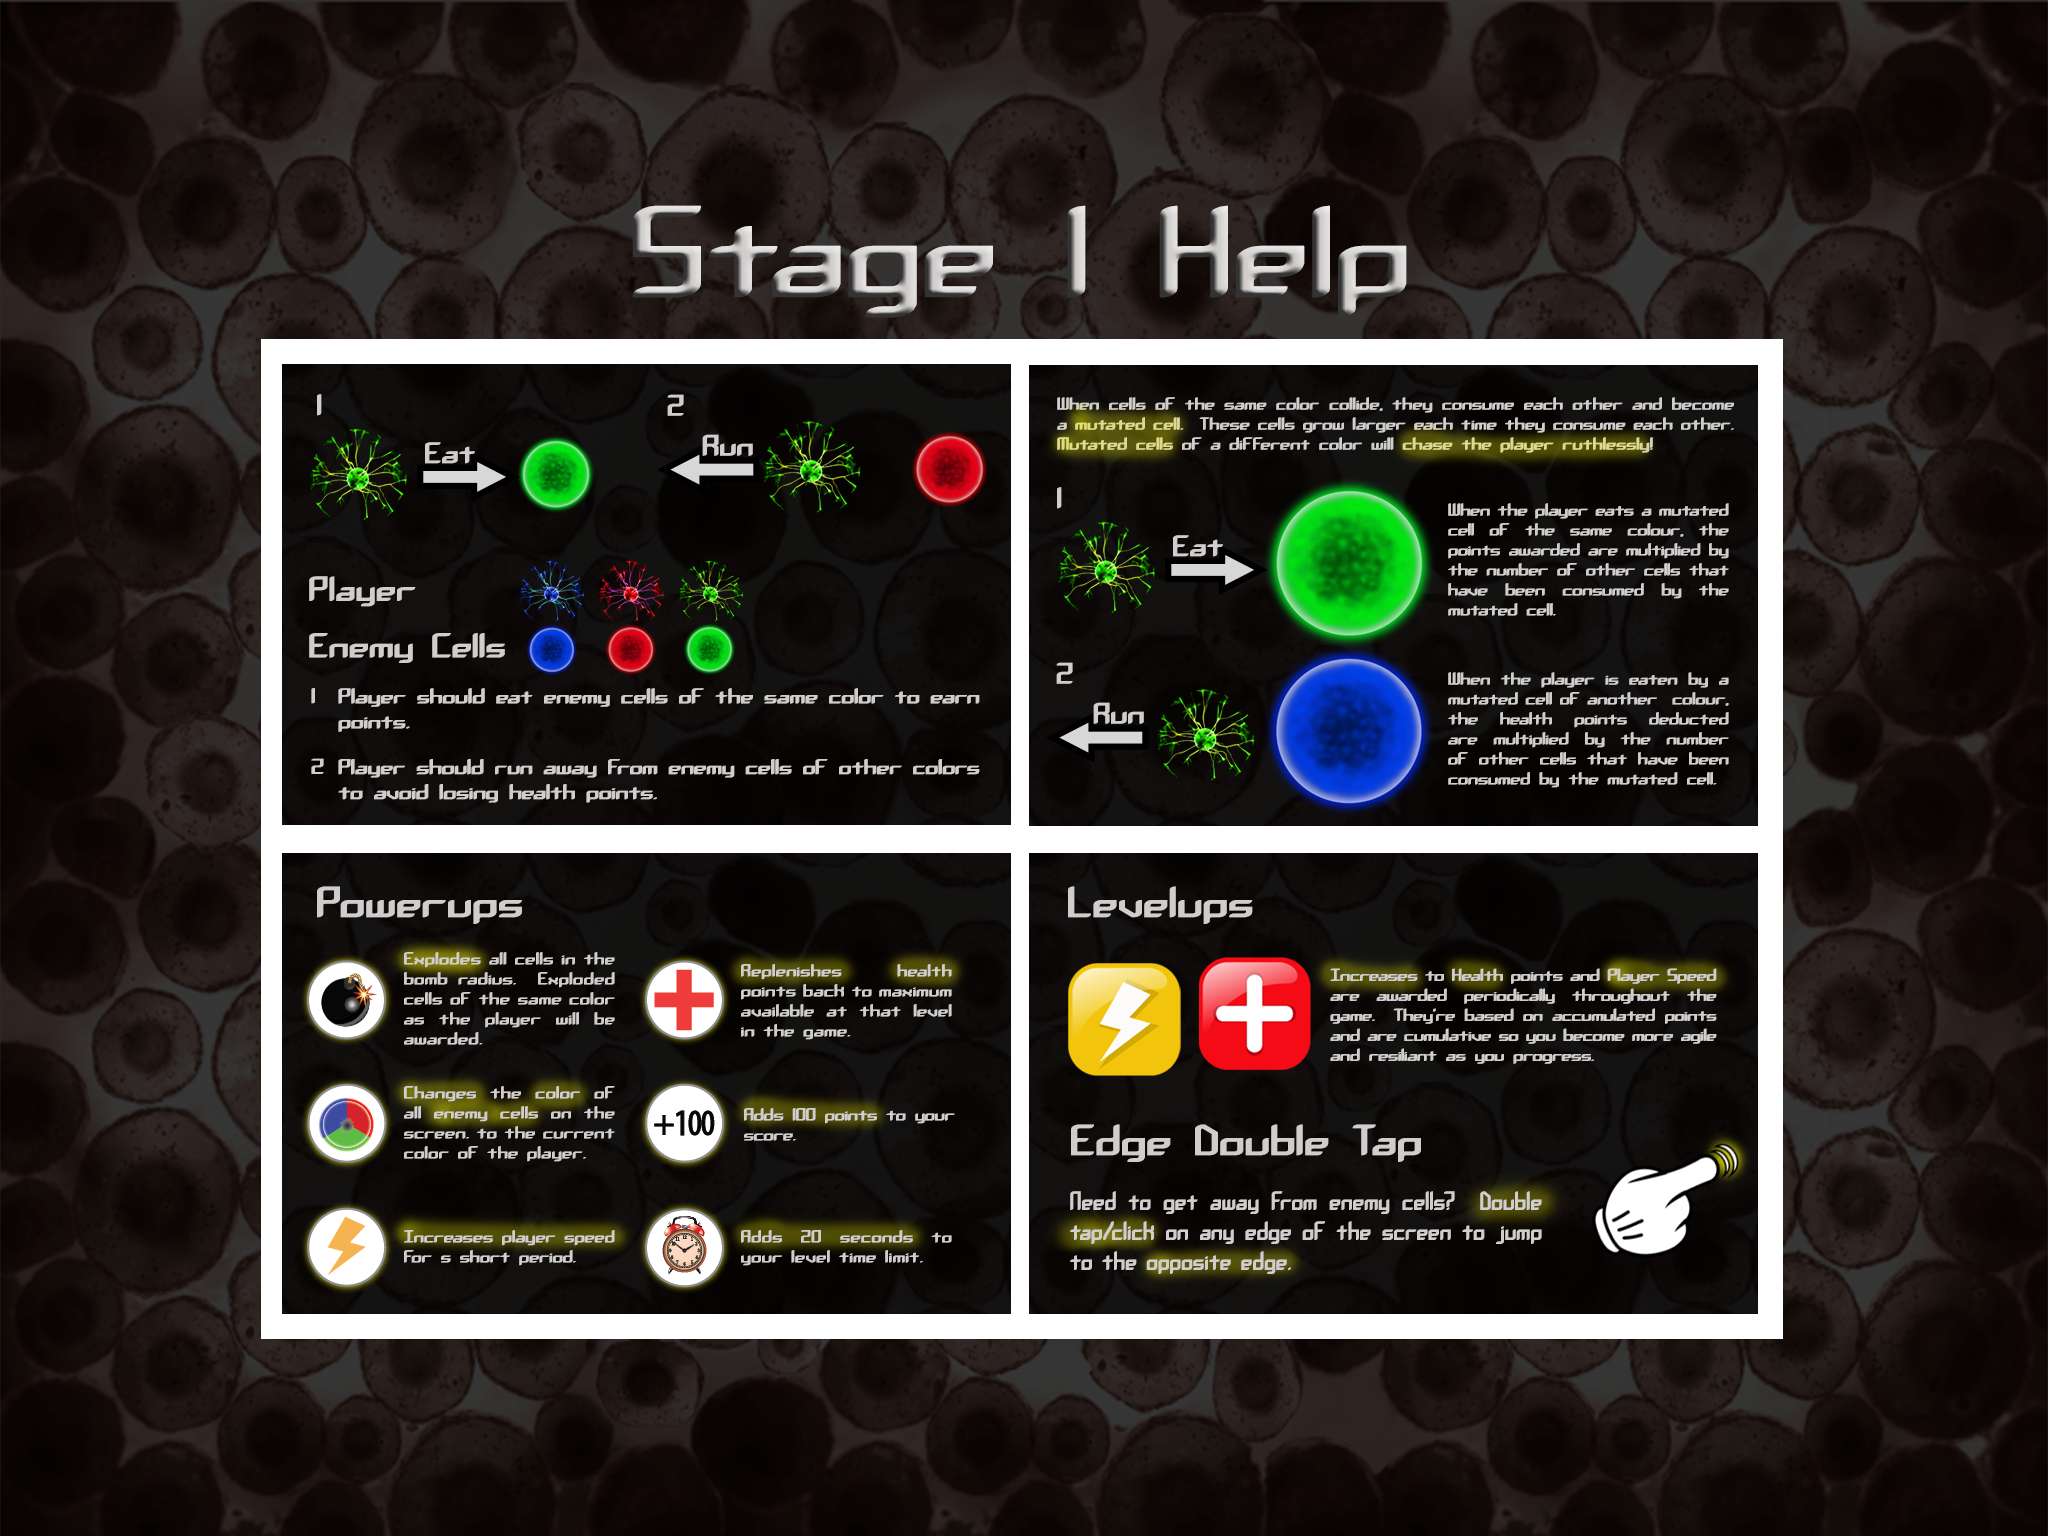 Stage 1 Help
1
Eat
2
Run
Player
Enemy Cells
1 Player should eat enemy cells of the same color to earn
points.
2 Player should run away from enemy cells of other colors
to avoid losing health points.
When cells of the same color collide, they consume each other and become
a mutated cell. These cells grow larger each time they consume each other.
Mutated cells of a different color will chase the player ruthlessly!
1
Eat
When the player eats a mutated
cell of the same colour, the
points awarded are multiplied by
the number of other cells that
have been consumed by the
mutated cell.
2
Run
When the player is eaten by a
mutated cell of another colour,
the health points deducted
are multiplied by the number
of other cells that have been
consumed by the mutated cell.
Powerups
Explodes all cells in the
bomb radius. Exploded
cells of the same color
as the player will be
awarded.
Replenishes health
points back to maximum
available at that level
in the game.
Changes the color of
all enemy cells on the
screen, to the current
color of the player.
+100
Adds 100 points to your
score.
Increases player speed
For s short period.
Adds 20 seconds to
your level time limit.
Levelups
Increases to Health points and Player Speed
are awarded periodically throughout the
game. They're based on accumulated points
and are cumulative so you become more agile
and resiliant as you progress.
Edge Double Tap
Need to get away from enemy cells? Double
tap/click on any edge of the screen to jump
to the opposite edge.